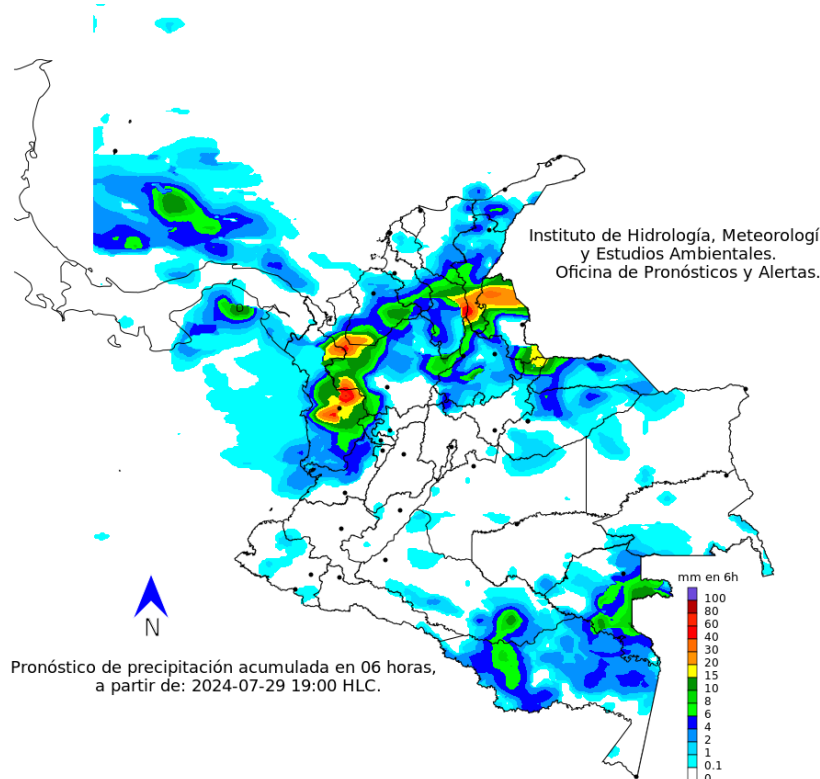 Instituto de Hidrología, Meteorologí
y Estudios Ambientales.
Oficina de Pronósticos y Alertas.
N
Pronóstico de precipitación acumulada en 06 horas,
a partir de: 2024-07-29 19:00 HLC.
mm en 6h
100
80
60
40
30
20
15
10
8
6
4
2
1
0.1
0